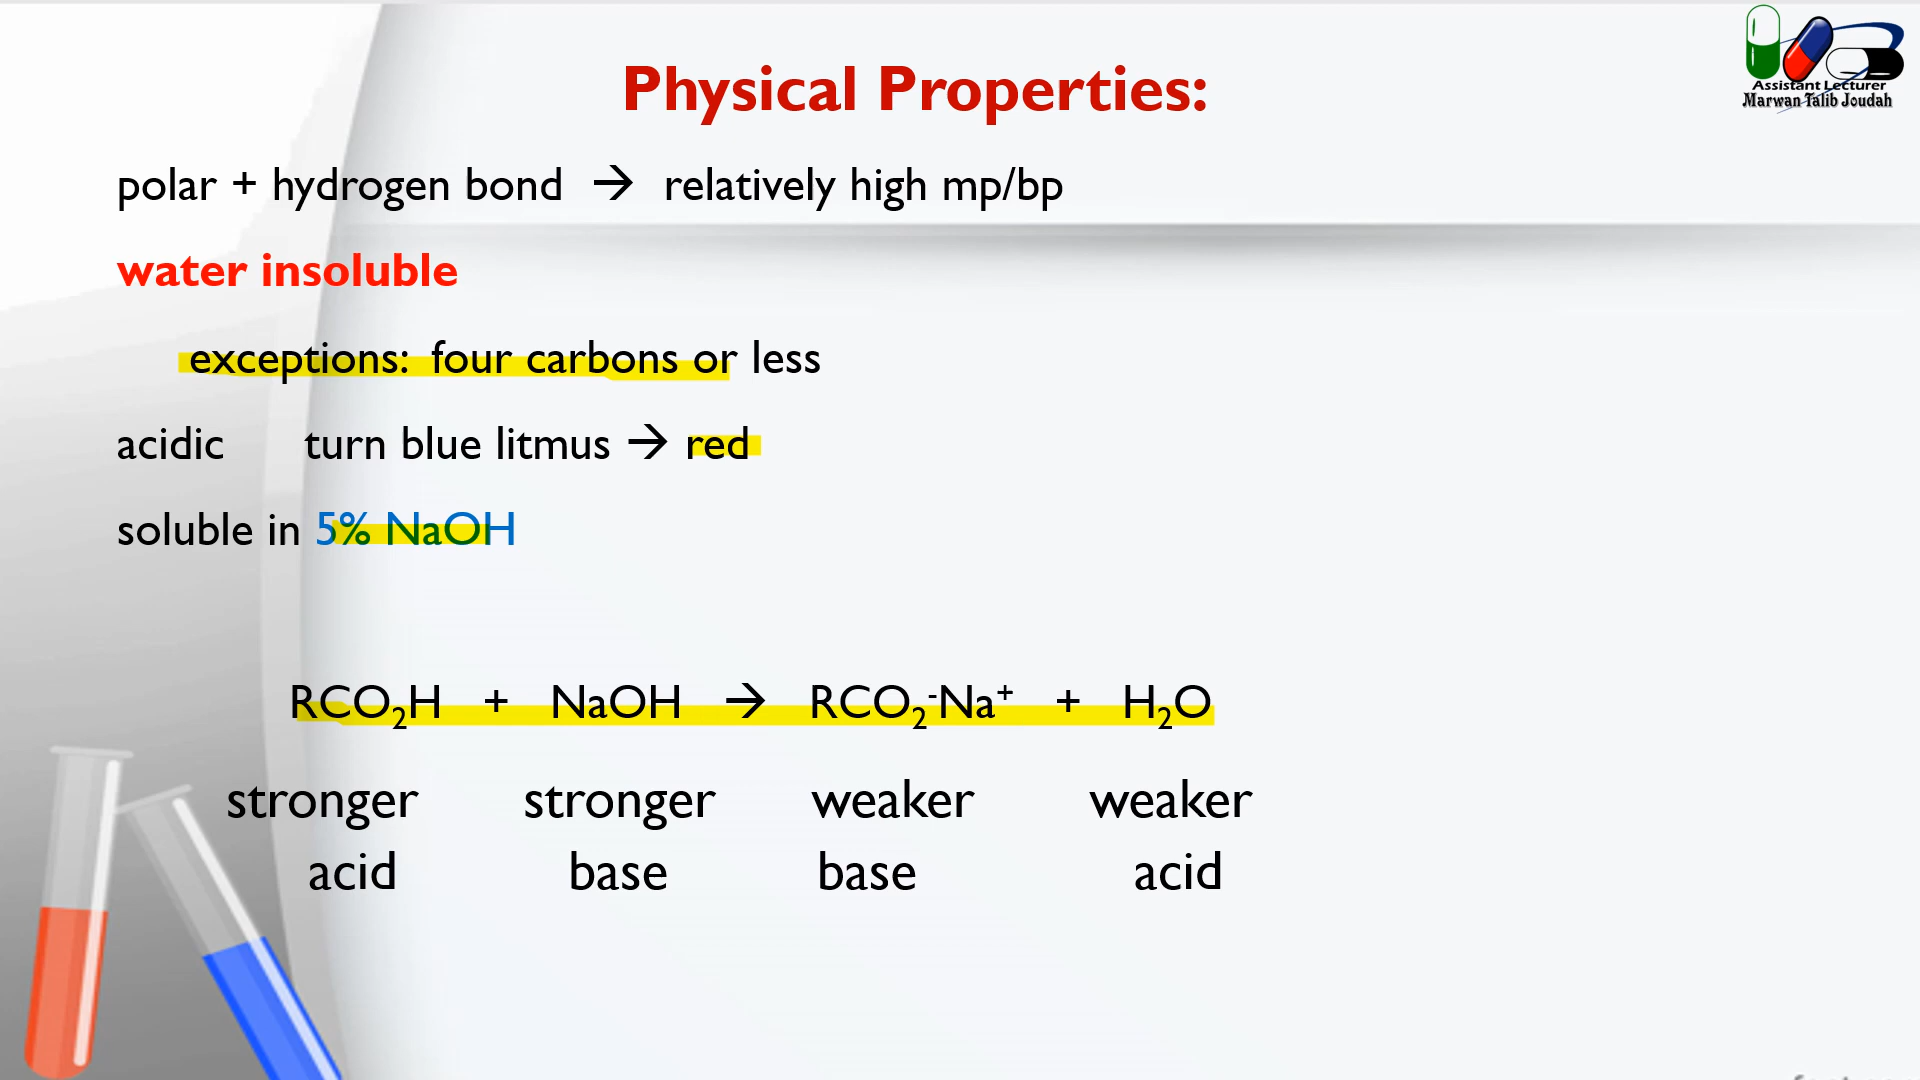 Assistant Lecturer
Marwan Talib Joudah
Physical Properties:
polar + hydrogen bond → relatively high mp/bp
water insoluble
exceptions: four carbons or less
acidic turn blue litmus → red
soluble in 5% NaOH
RCO₂H + NaOH → RCO₂⁻Na⁺ + H₂O
stronger stronger weaker weaker
acid base base acid